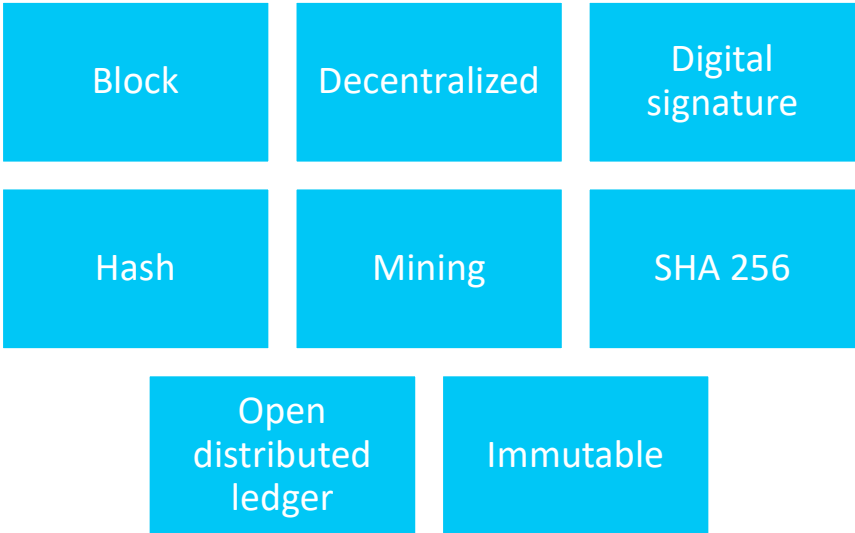 Block
Decentralized
Digital
signature
Hash
Mining
SHA 256
Open
distributed
ledger
Immutable